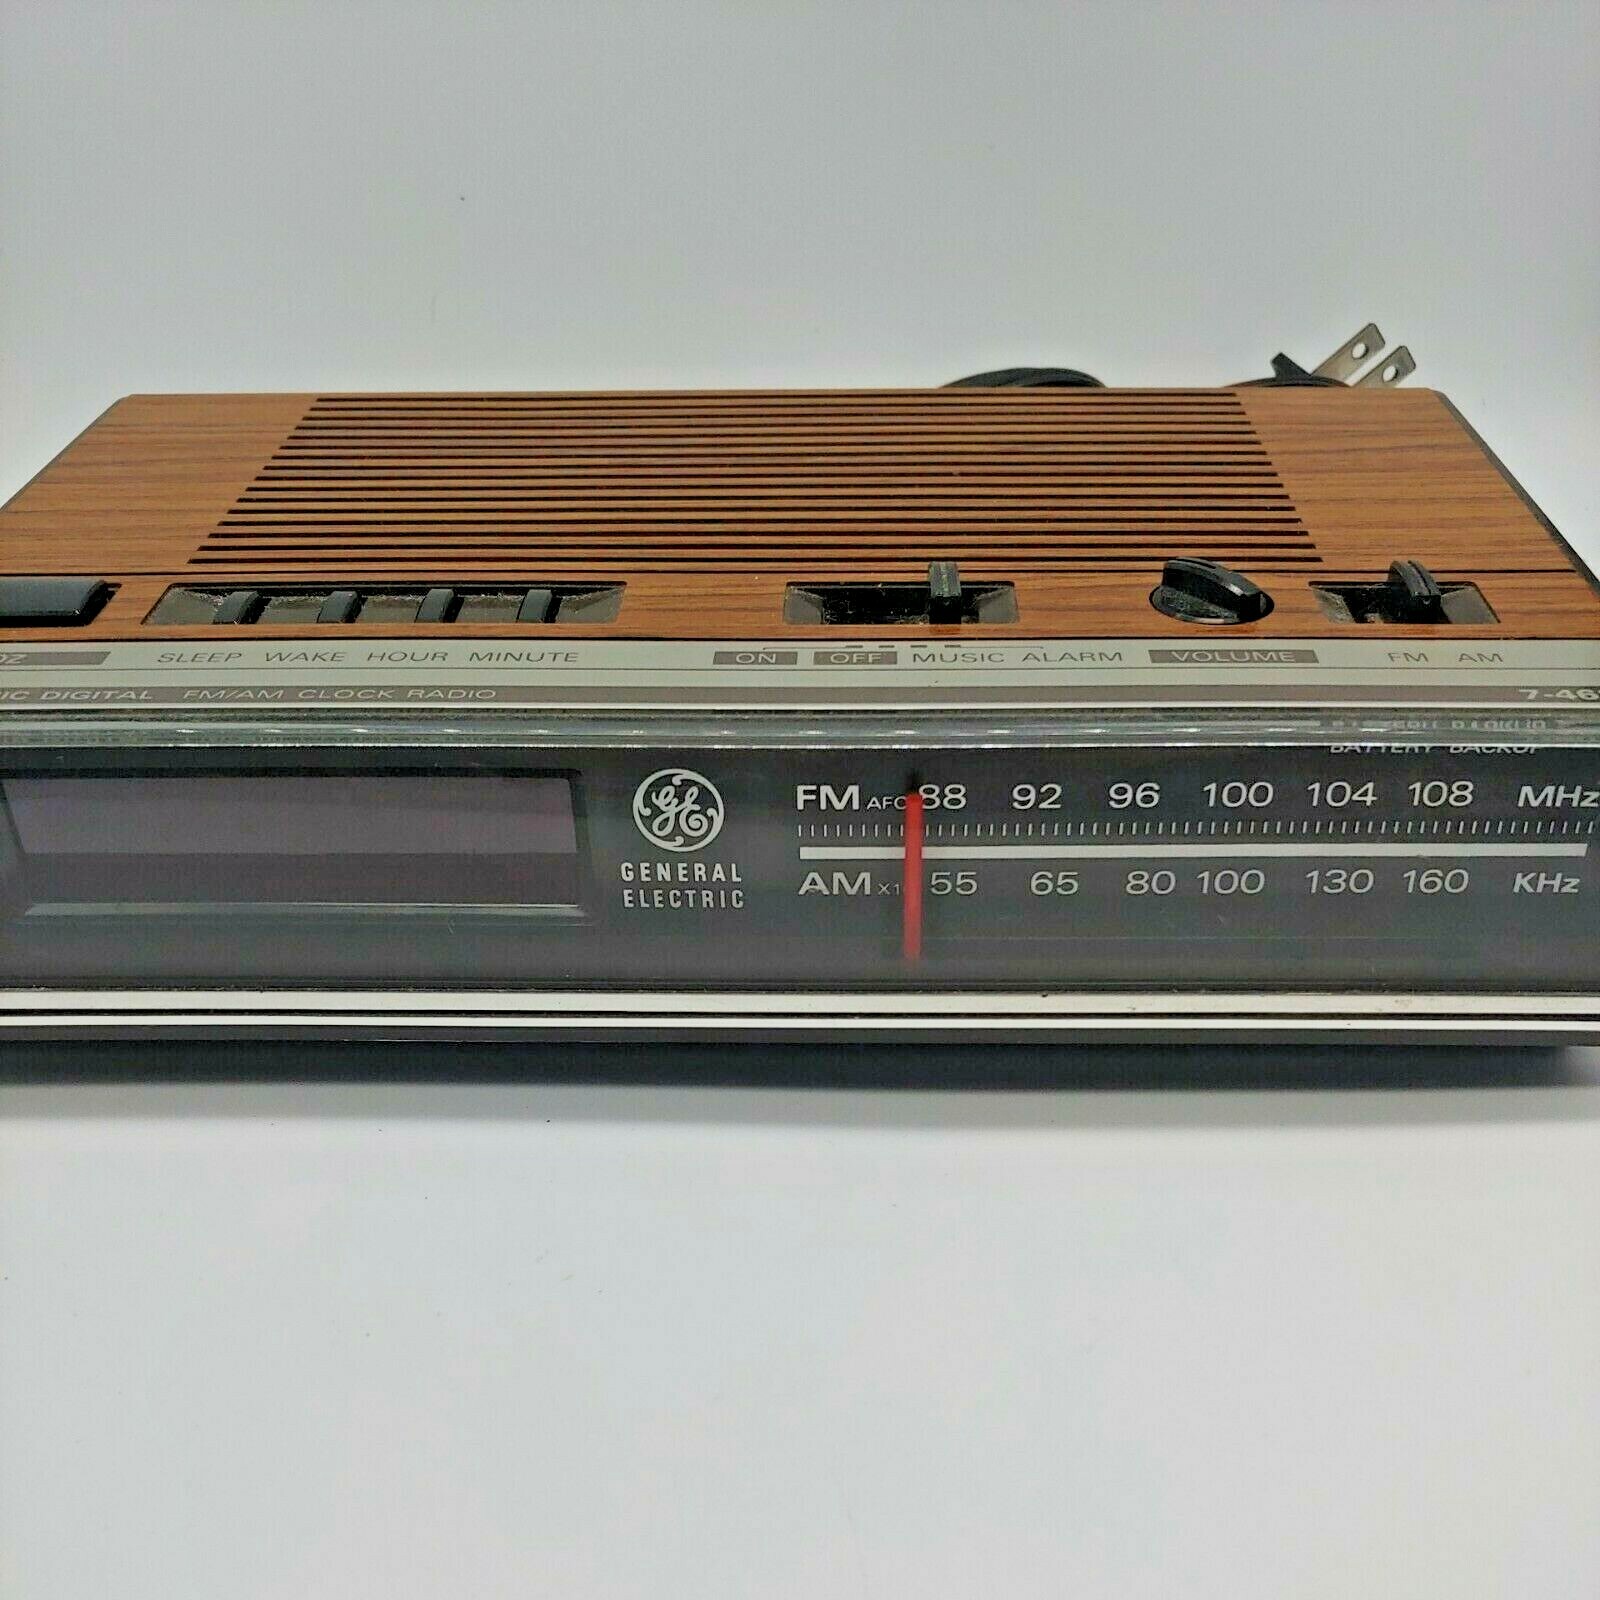 SLEEP WAKE HOUR MINUTE ON OFF MUSIC ALARM VOLUME FM AM
DIGITAL FM/AM CLOCK RADIO
BATTERY BACKUP
GE
GENERAL
ELECTRIC
FM AFC 88 92 96 100 104 108 MHz
AM 55 65 80 100 130 160 KHz